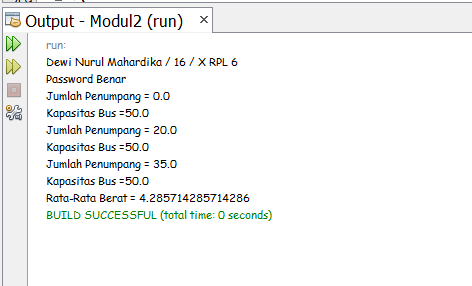 Output - Modul2 (run) ×
run:
Dewi Nurul Mahardika / 16 / X RPL 6
Password Benar
Jumlah Penumpang = 0.0
Kapasitas Bus =50.0
Jumlah Penumpang = 20.0
Kapasitas Bus =50.0
Jumlah Penumpang = 35.0
Kapasitas Bus =50.0
Rata-Rata Berat = 4.285714285714286
BUILD SUCCESSFUL (total time: 0 seconds)